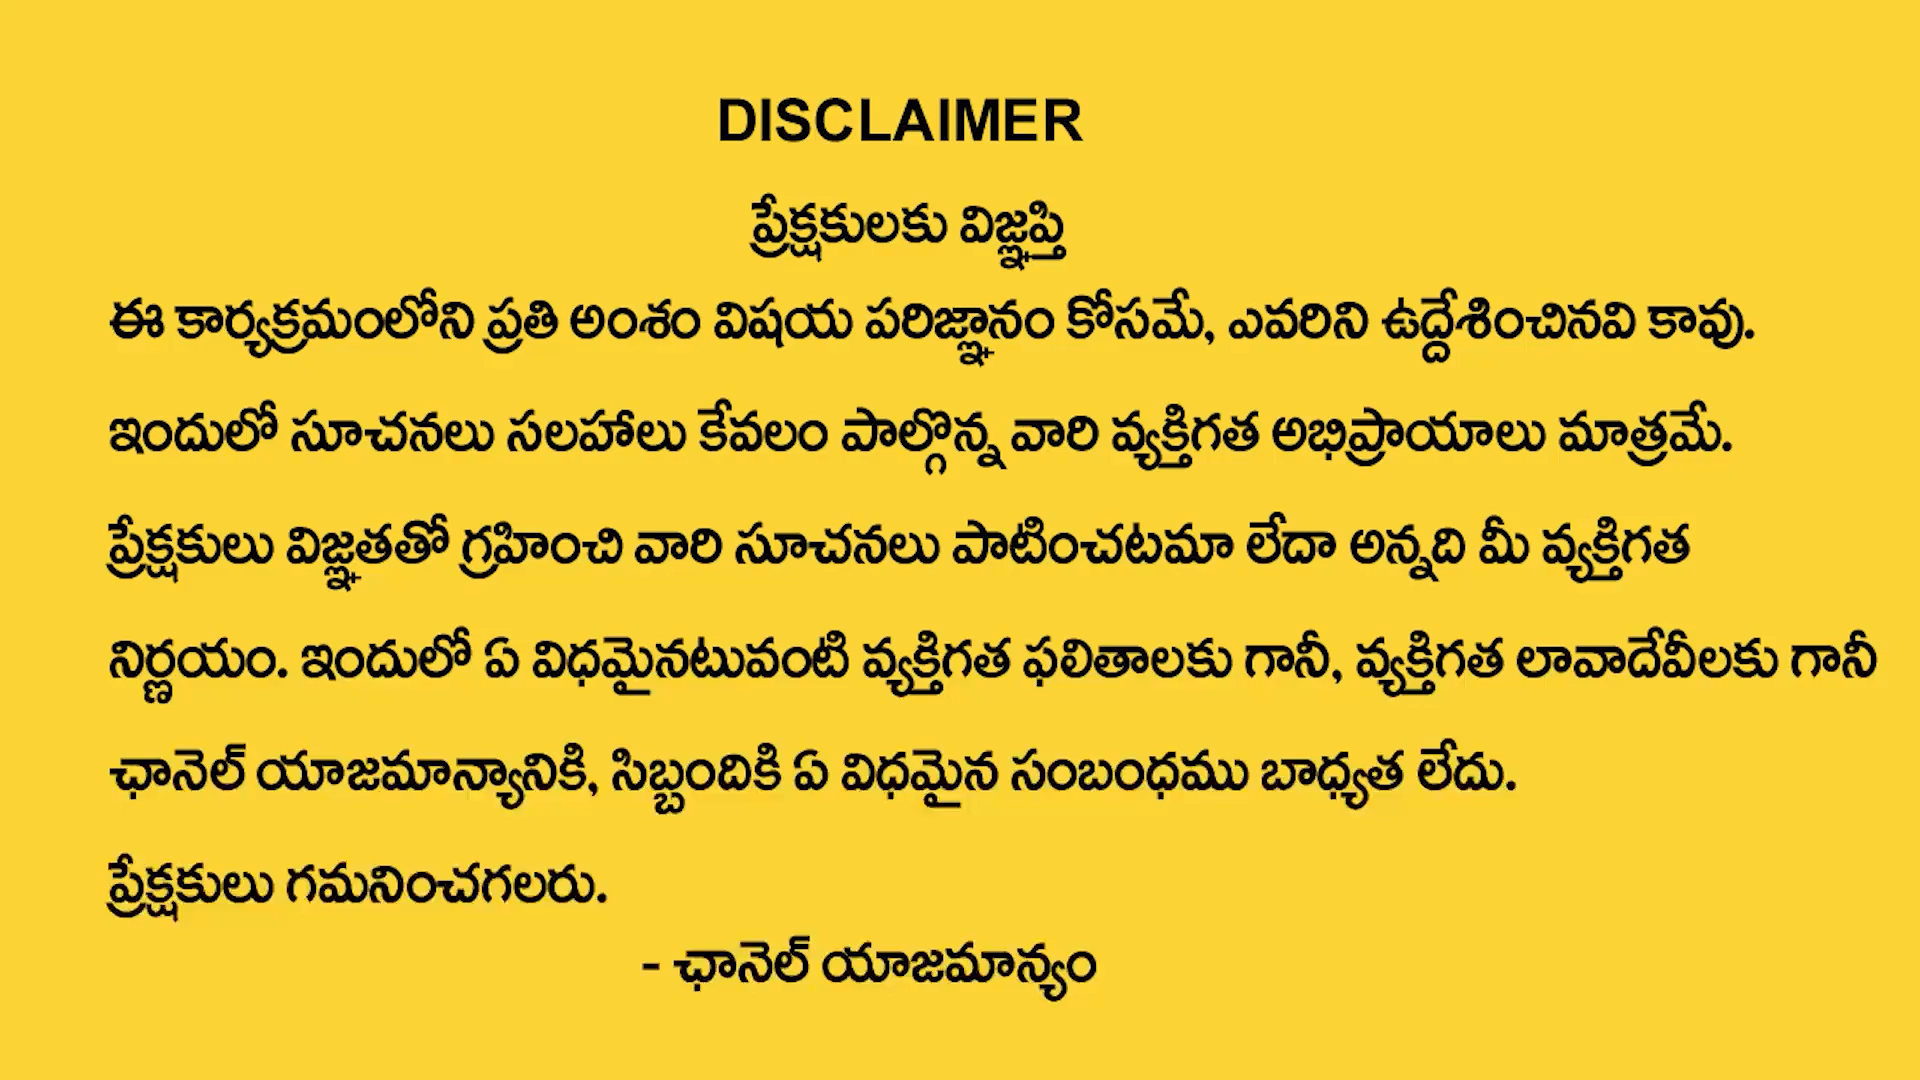 DISCLAIMER
ప్రేక్షకులకు విజ్ఞప్తి
ఈ కార్యక్రమంలోని ప్రతి అంశం విషయ పరిజ్ఞానం కోసమే, ఎవరిని ఉద్దేశించినవి కావు.
ఇందులో సూచనలు సలహాలు కేవలం పాల్గొన్న వారి వ్యక్తిగత అభిప్రాయాలు మాత్రమే.
ప్రేక్షకులు విజ్ఞతతో గ్రహించి వారి సూచనలు పాటించటమా లేదా అన్నది మీ వ్యక్తిగత
నిర్ణయం. ఇందులో ఏ విధమైనటువంటి వ్యక్తిగత ఫలితాలకు గానీ, వ్యక్తిగత లావాదేవీలకు గానీ
ఛానెల్ యాజమాన్యానికి, సిబ్బందికి ఏ విధమైన సంబంధము బాధ్యత లేదు.
ప్రేక్షకులు గమనించగలరు.
- ఛానెల్ యాజమాన్యం